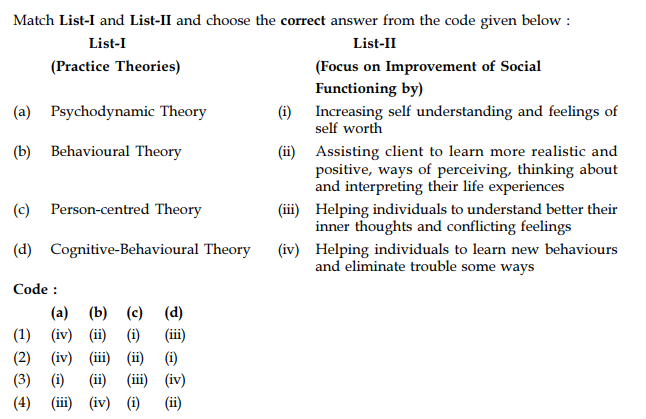 Match List-I and List-II and choose the correct answer from the code given below :
List-I List-II
(Practice Theories) (Focus on Improvement of Social
Functioning by)
(a) Psychodynamic Theory (i) Increasing self understanding and feelings of
self worth
(b) Behavioural Theory (ii) Assisting client to learn more realistic and
positive, ways of perceiving, thinking about
and interpreting their life experiences
(c) Person-centred Theory (iii) Helping individuals to understand better their
inner thoughts and conflicting feelings
(d) Cognitive-Behavioural Theory (iv) Helping individuals to learn new behaviours
and eliminate trouble some ways
Code :
(a) (b) (c) (d)
(1) (iv) (ii) (i) (iii)
(2) (iv) (iii) (ii) (i)
(3) (i) (ii) (iii) (iv)
(4) (iii) (iv) (i) (ii)